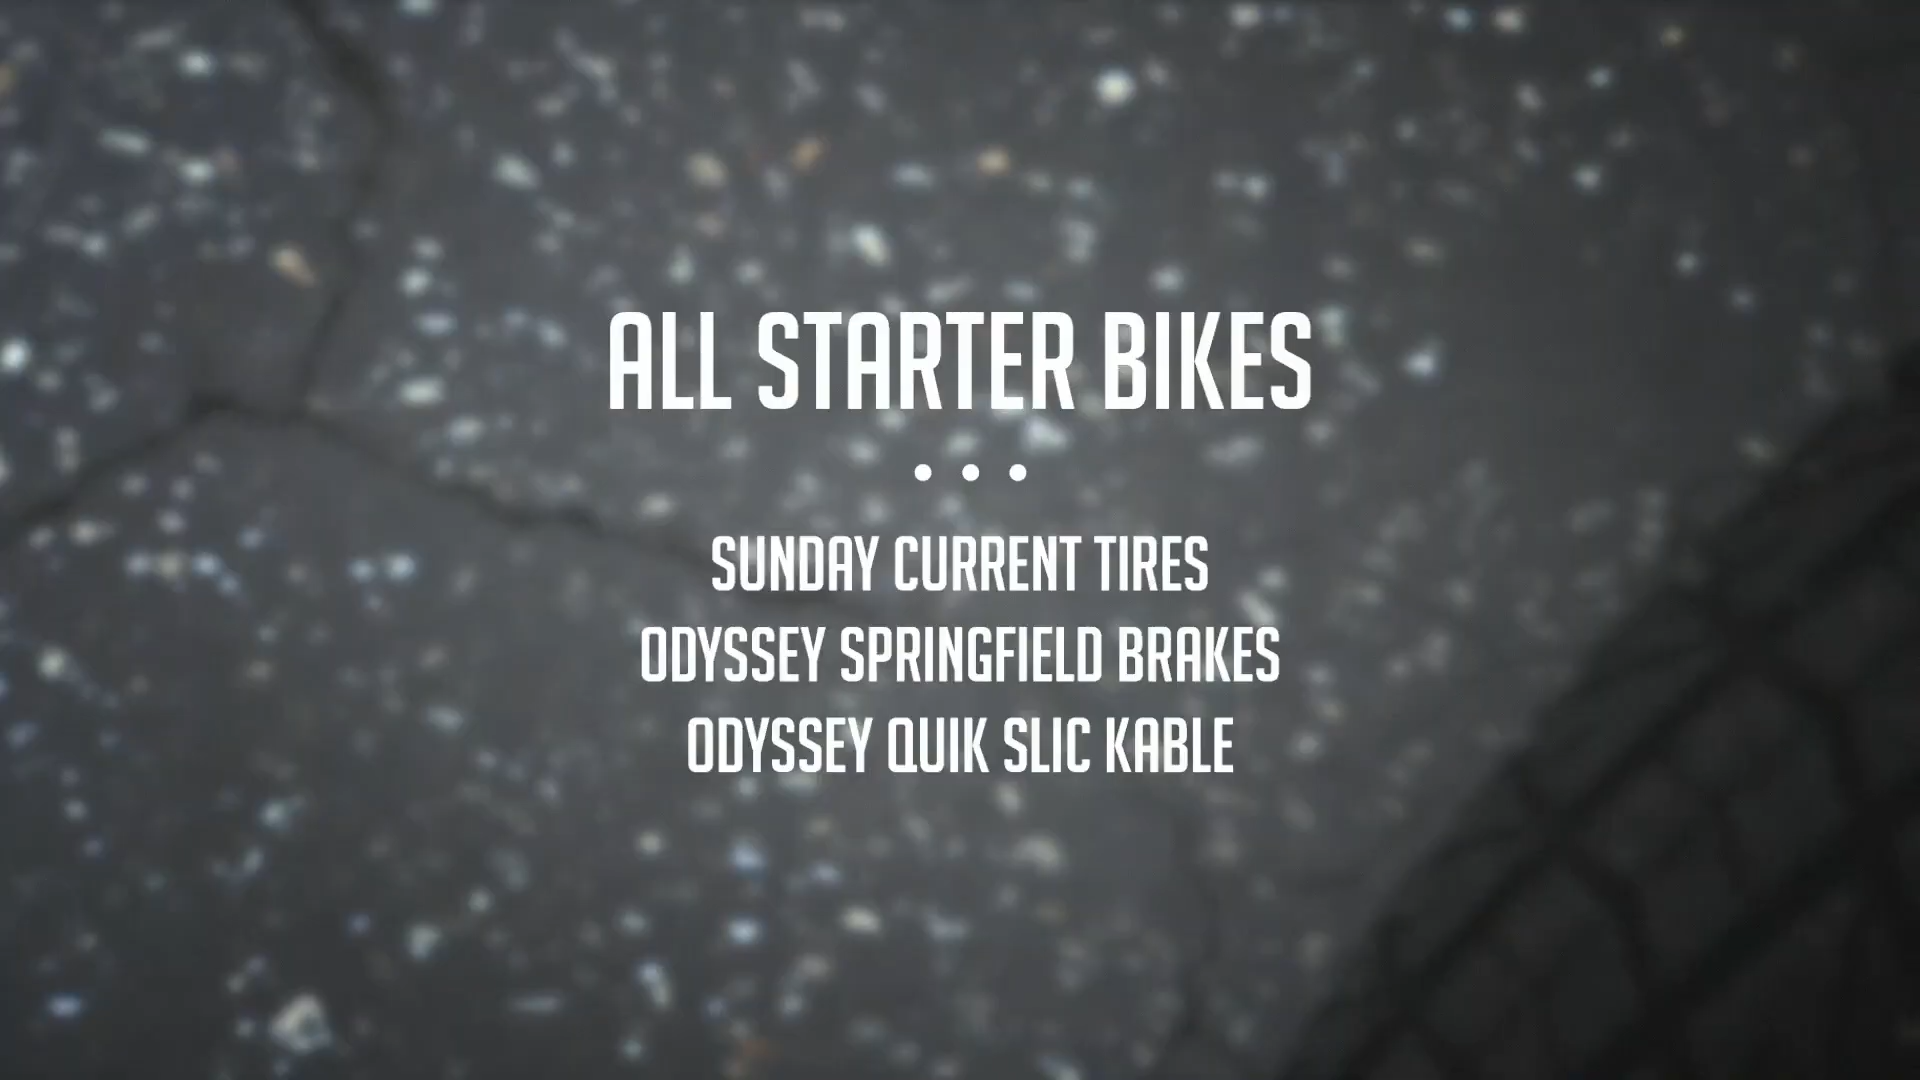 ALL STARTER BIKES
• • •
SUNDAY CURRENT TIRES
ODYSSEY SPRINGFIELD BRAKES
ODYSSEY QUIK SLIC KABLE